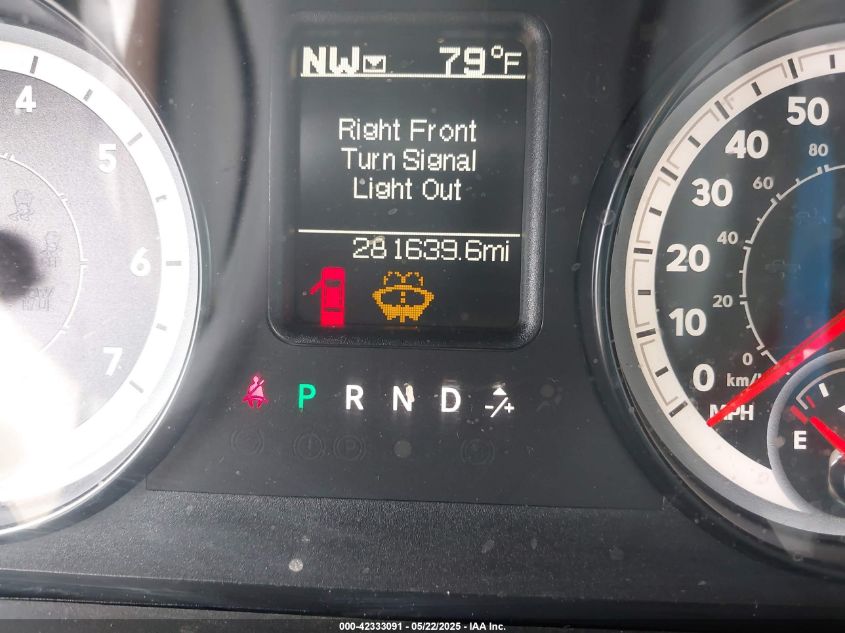 NW 79°F
Right Front
Turn Signal
Light Out
281639.6mi
P R N D -/+
4
5
6
7
50
40
30
20
10
0
MPH
80
60
40
20
0
km/
E
000-42333091 - 05/22/2025 - IAA Inc.